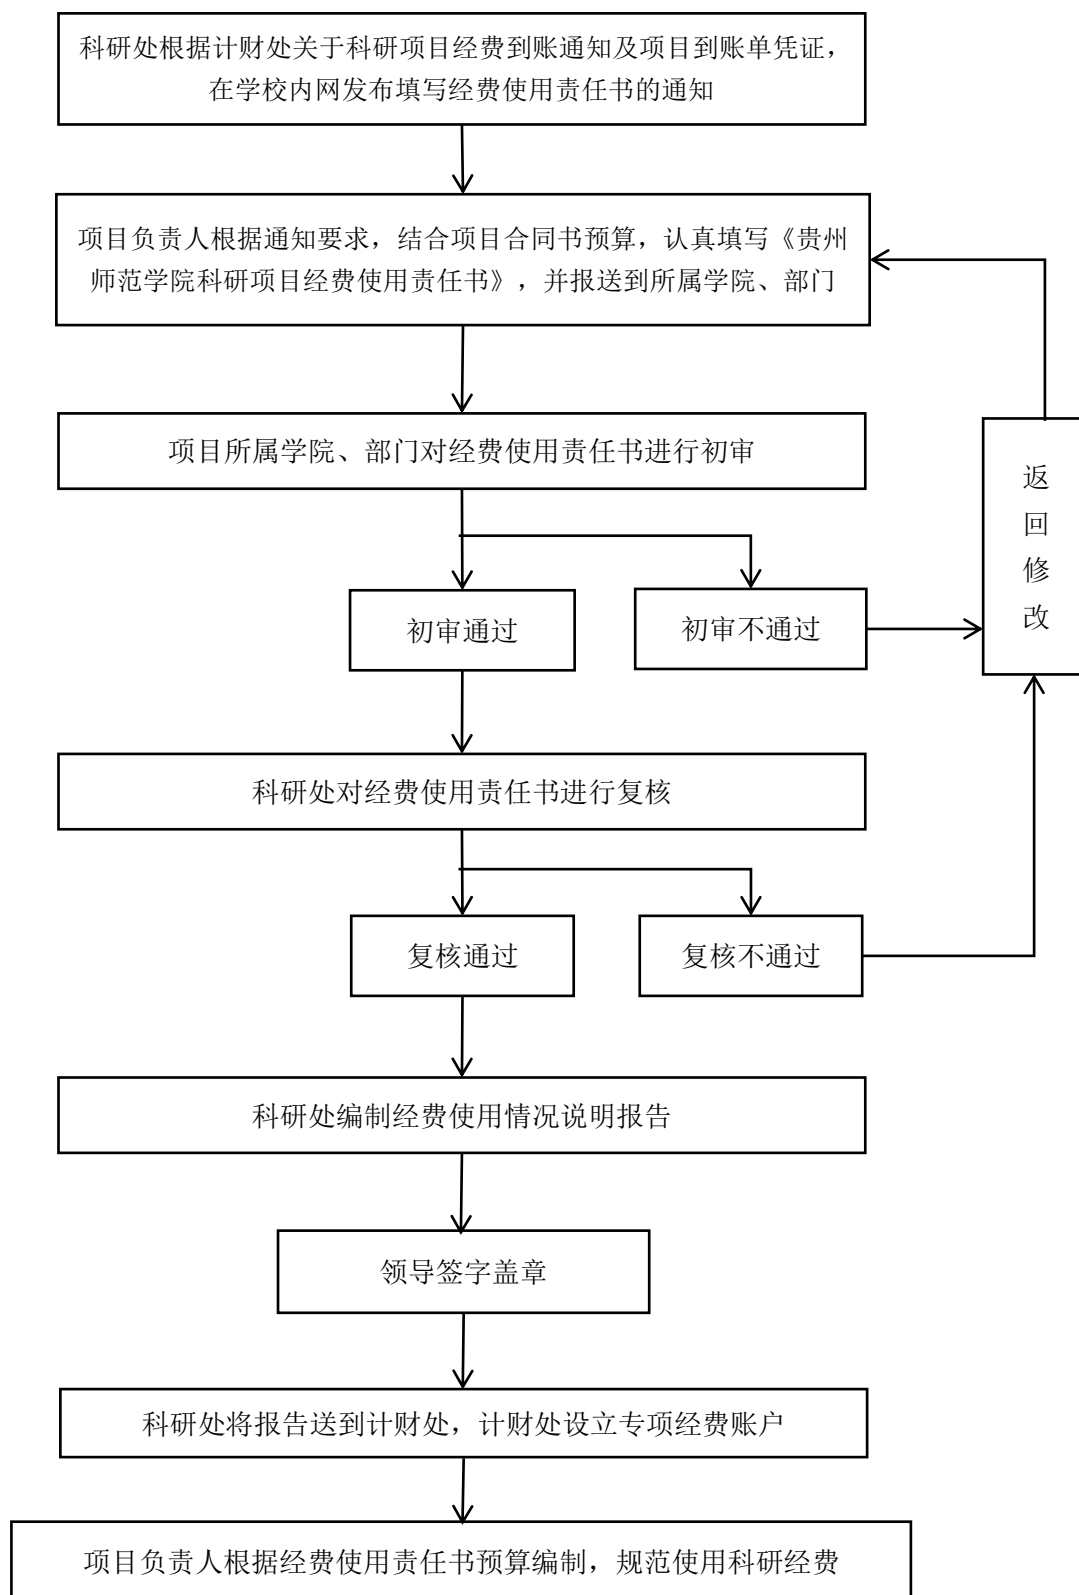 科研处根据计财处关于科研项目经费到账通知及项目到账单凭证，
在学校内网发布填写经费使用责任书的通知
项目负责人根据通知要求，结合项目合同书预算，认真填写《贵州
师范学院科研项目经费使用责任书》，并报送到所属学院、部门
项目所属学院、部门对经费使用责任书进行初审
返
回
修
改
初审通过
初审不通过
科研处对经费使用责任书进行复核
复核通过
复核不通过
科研处编制经费使用情况说明报告
领导签字盖章
科研处将报告送到计财处，计财处设立专项经费账户
项目负责人根据经费使用责任书预算编制，规范使用科研经费